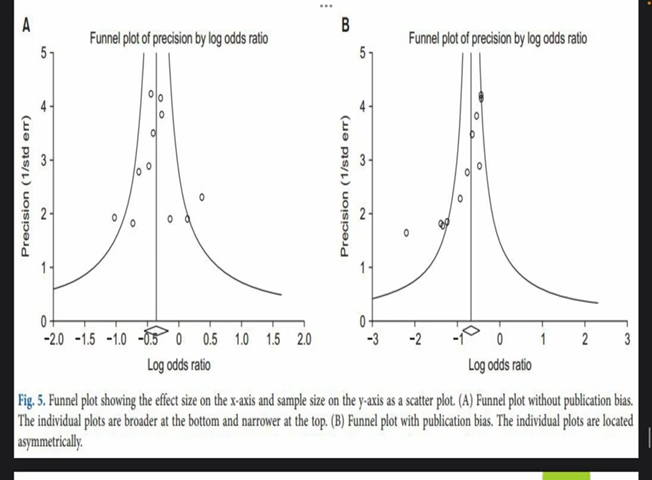 A
Funnel plot of precision by log odds ratio
5
4
3
2
1
0
Precision (1/std err)
−2.0 −1.5 −1.0 −0.5 0 0.5 1.0 1.5 2.0
Log odds ratio
B
Funnel plot of precision by log odds ratio
5
4
3
2
1
0
Precision (1/std err)
−3 −2 −1 0 1 2 3
Log odds ratio
Fig. 5. Funnel plot showing the effect size on the x-axis and sample size on the y-axis as a scatter plot. (A) Funnel plot without publication bias.
The individual plots are broader at the bottom and narrower at the top. (B) Funnel plot with publication bias. The individual plots are located
asymmetrically.